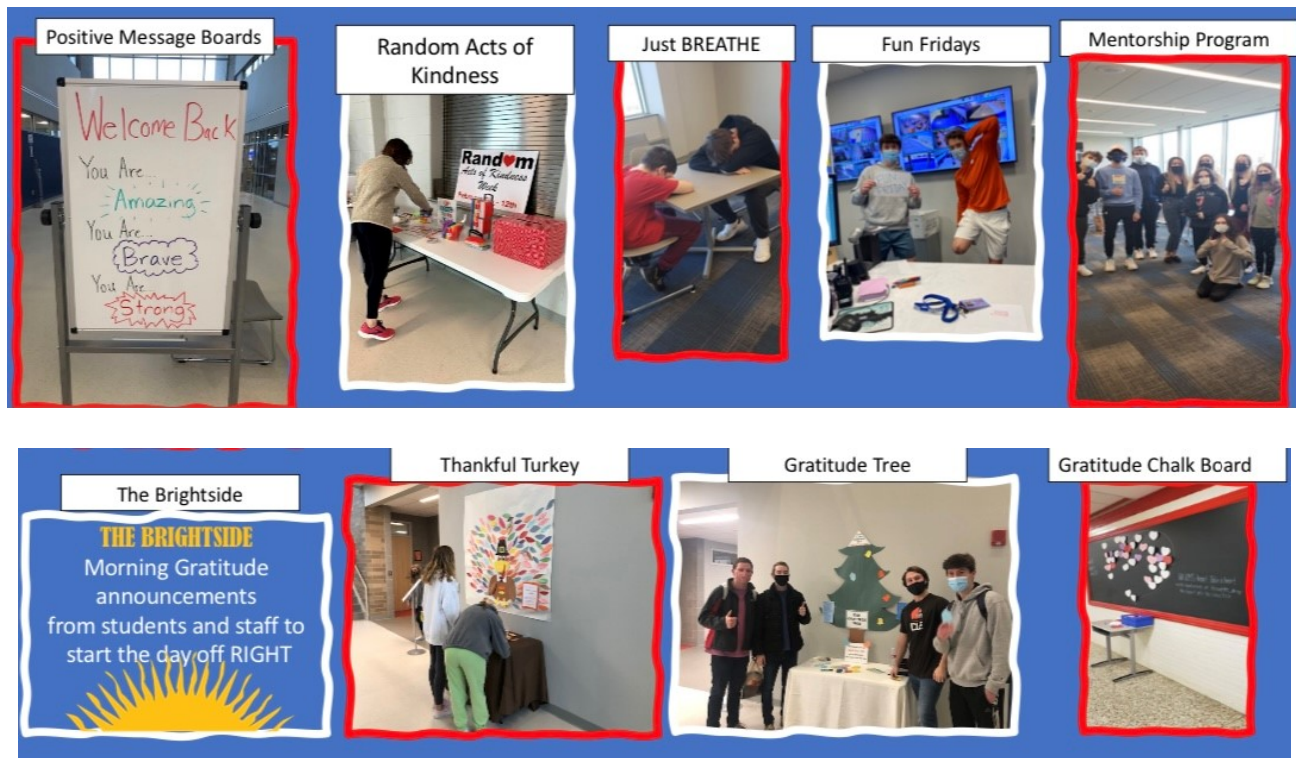 Positive Message Boards
Welcome Back
You Are...
Amazing
You Are...
Brave
You Are...
Strong
Random Acts of
Kindness
Rand m
Acts of Kindness
Week
12th
Just BREATHE
Fun Fridays
Mentorship Program
The Brightside
THE BRIGHTSIDE
Morning Gratitude
announcements
from students and staff to
start the day off RIGHT
Thankful Turkey
Gratitude Tree
Gratitude Chalk Board